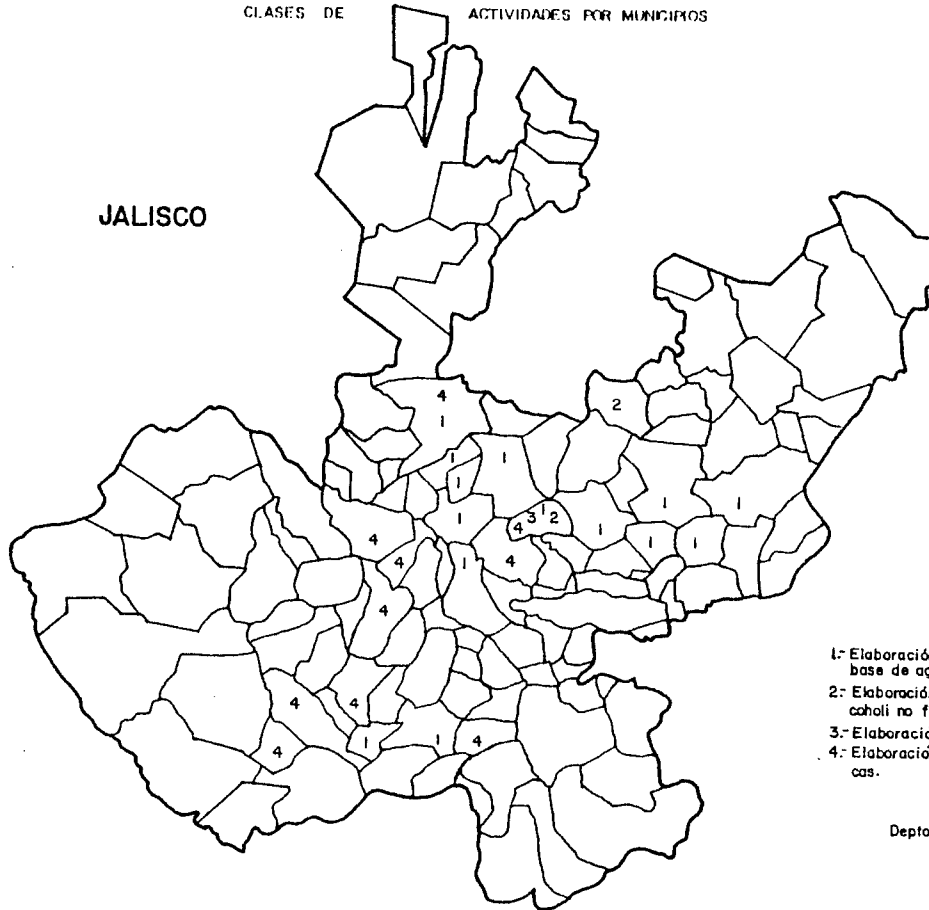 CLASES DE ACTIVIDADES POR MUNICIPIOS
JALISCO
4
1
2
1
1
1
1
1
1
3 2
4
1
1
1
4
4
4
1
4
4
4
1
1
4
4
1.- Elaboració
base de ag
2.- Elaboració
coholi no f
3.- Elaboració
4.- Elaboració
cas.
Depto